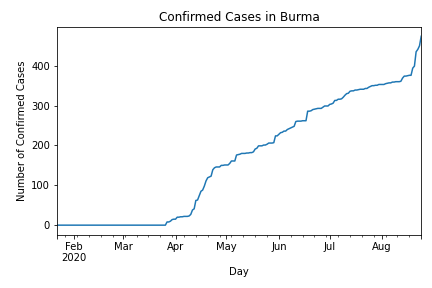 Confirmed Cases in Burma
Number of Confirmed Cases
400
300
200
100
0
Feb Mar Apr May Jun Jul Aug
2020
Day